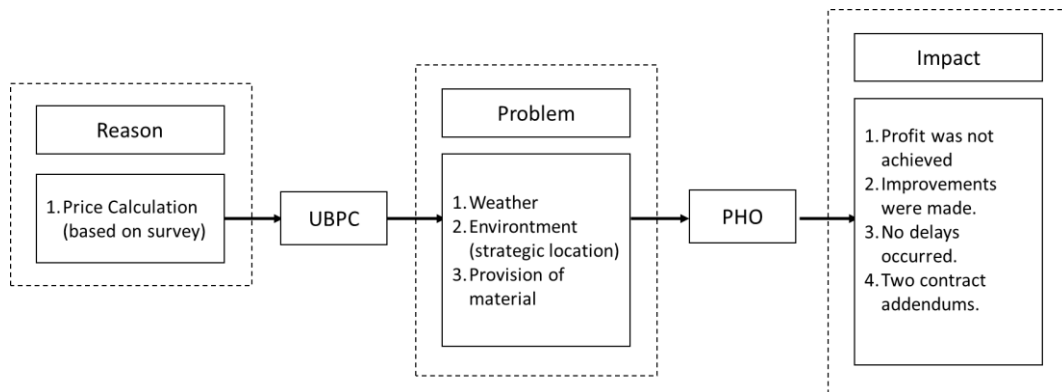 Reason
1. Price Calculation
(based on survey)
UBPC
Problem
1. Weather
2. Environtment
(strategic location)
3. Provision of
material
PHO
Impact
1. Profit was not
achieved
2. Improvements
were made.
3. No delays
occurred.
4. Two contract
addendums.